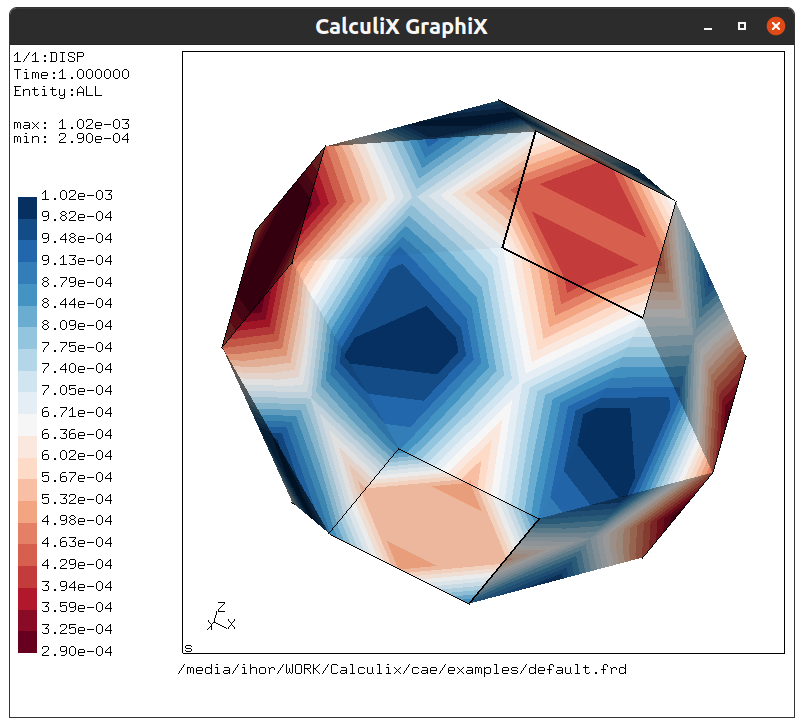 CalculiX GraphiX
1/1:DISP
Time:1.000000
Entity:ALL
max: 1.02e-03
min: 2.90e-04
1.02e-03
9.82e-04
9.48e-04
9.13e-04
8.79e-04
8.44e-04
8.09e-04
7.75e-04
7.40e-04
7.05e-04
6.71e-04
6.36e-04
6.02e-04
5.67e-04
5.32e-04
4.98e-04
4.63e-04
4.29e-04
3.94e-04
3.59e-04
3.25e-04
2.90e-04
Z
Y X
s
/media/ihor/WORK/Calculix/cae/examples/default.frd